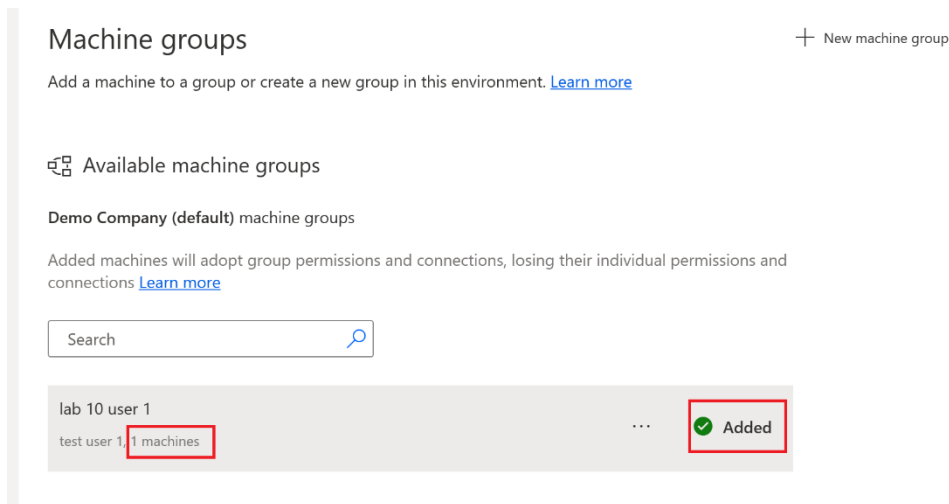 Machine groups
+ New machine group
Add a machine to a group or create a new group in this environment. Learn more
Available machine groups
Demo Company (default) machine groups
Added machines will adopt group permissions and connections, losing their individual permissions and
connections Learn more
Search
lab 10 user 1
test user 1, 1 machines
... Added